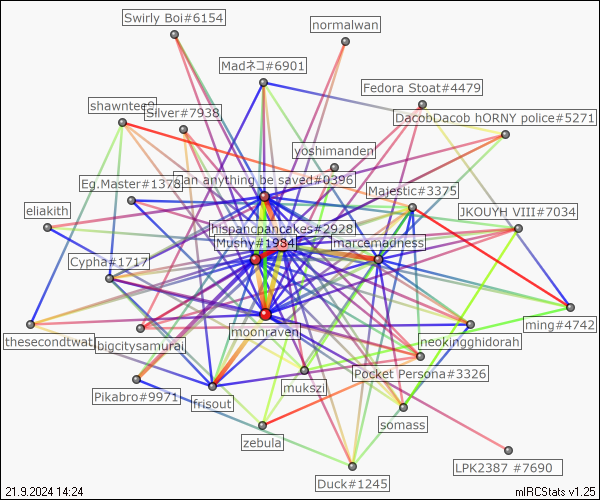 Swirly Boi#6154
normalwan
Madネコ#6901
Fedora Stoat#4479
shawntee
Silver#7938
DacobDacob hORNY police#5271
yoshimanden
Eg.Master#1378
an anything be saved#0396
Majestic#3375
eliakith
JKOUYH VIII#7034
hispancpancakes#2928
Mushy#1984
marcemadness
Cypha#1717
ming#4742
thesecondtwat
bigcitysamurai
moonraven
neokingghidorah
Pocket Persona#3326
Pikabro#9971
frisout
mukszi
somass
zebula
LPK2387 #7690
Duck#1245
21.9.2024 14:24
mIRCStats v1.25